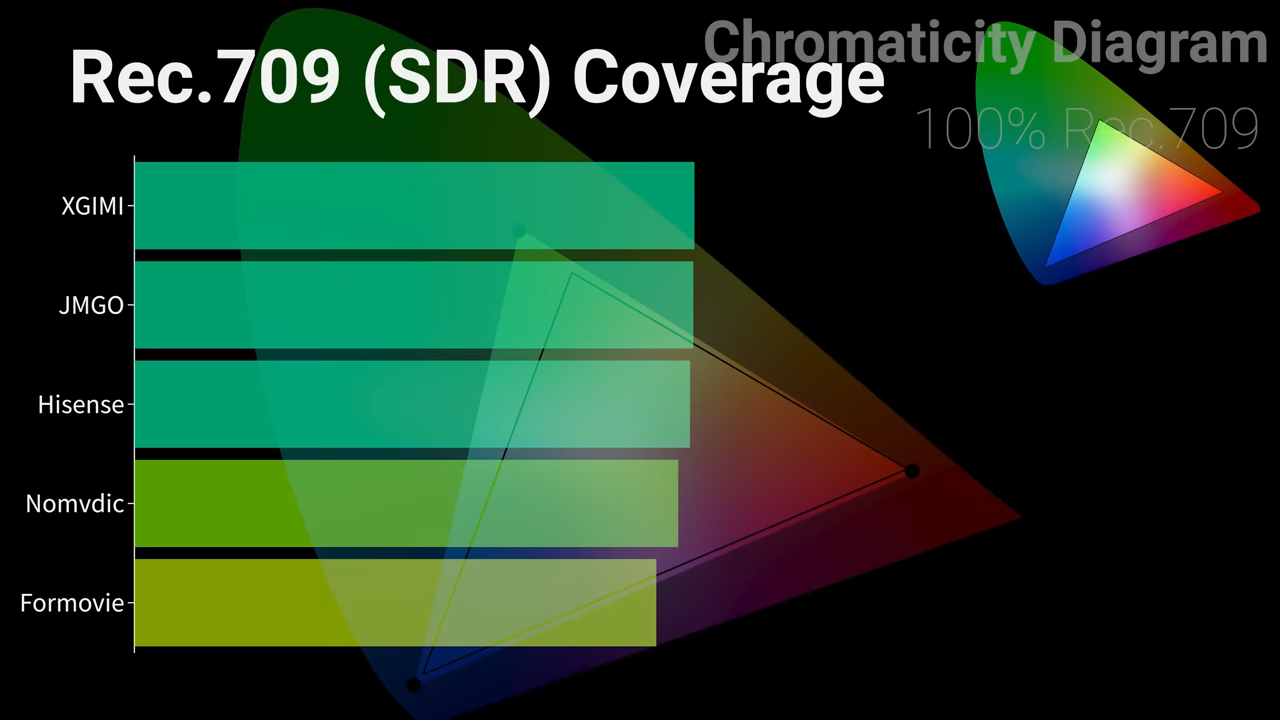 Chromaticity Diagram
Rec.709 (SDR) Coverage
100% Rec.709
XGIMI
JMGO
Hisense
Nomvdic
Formovie